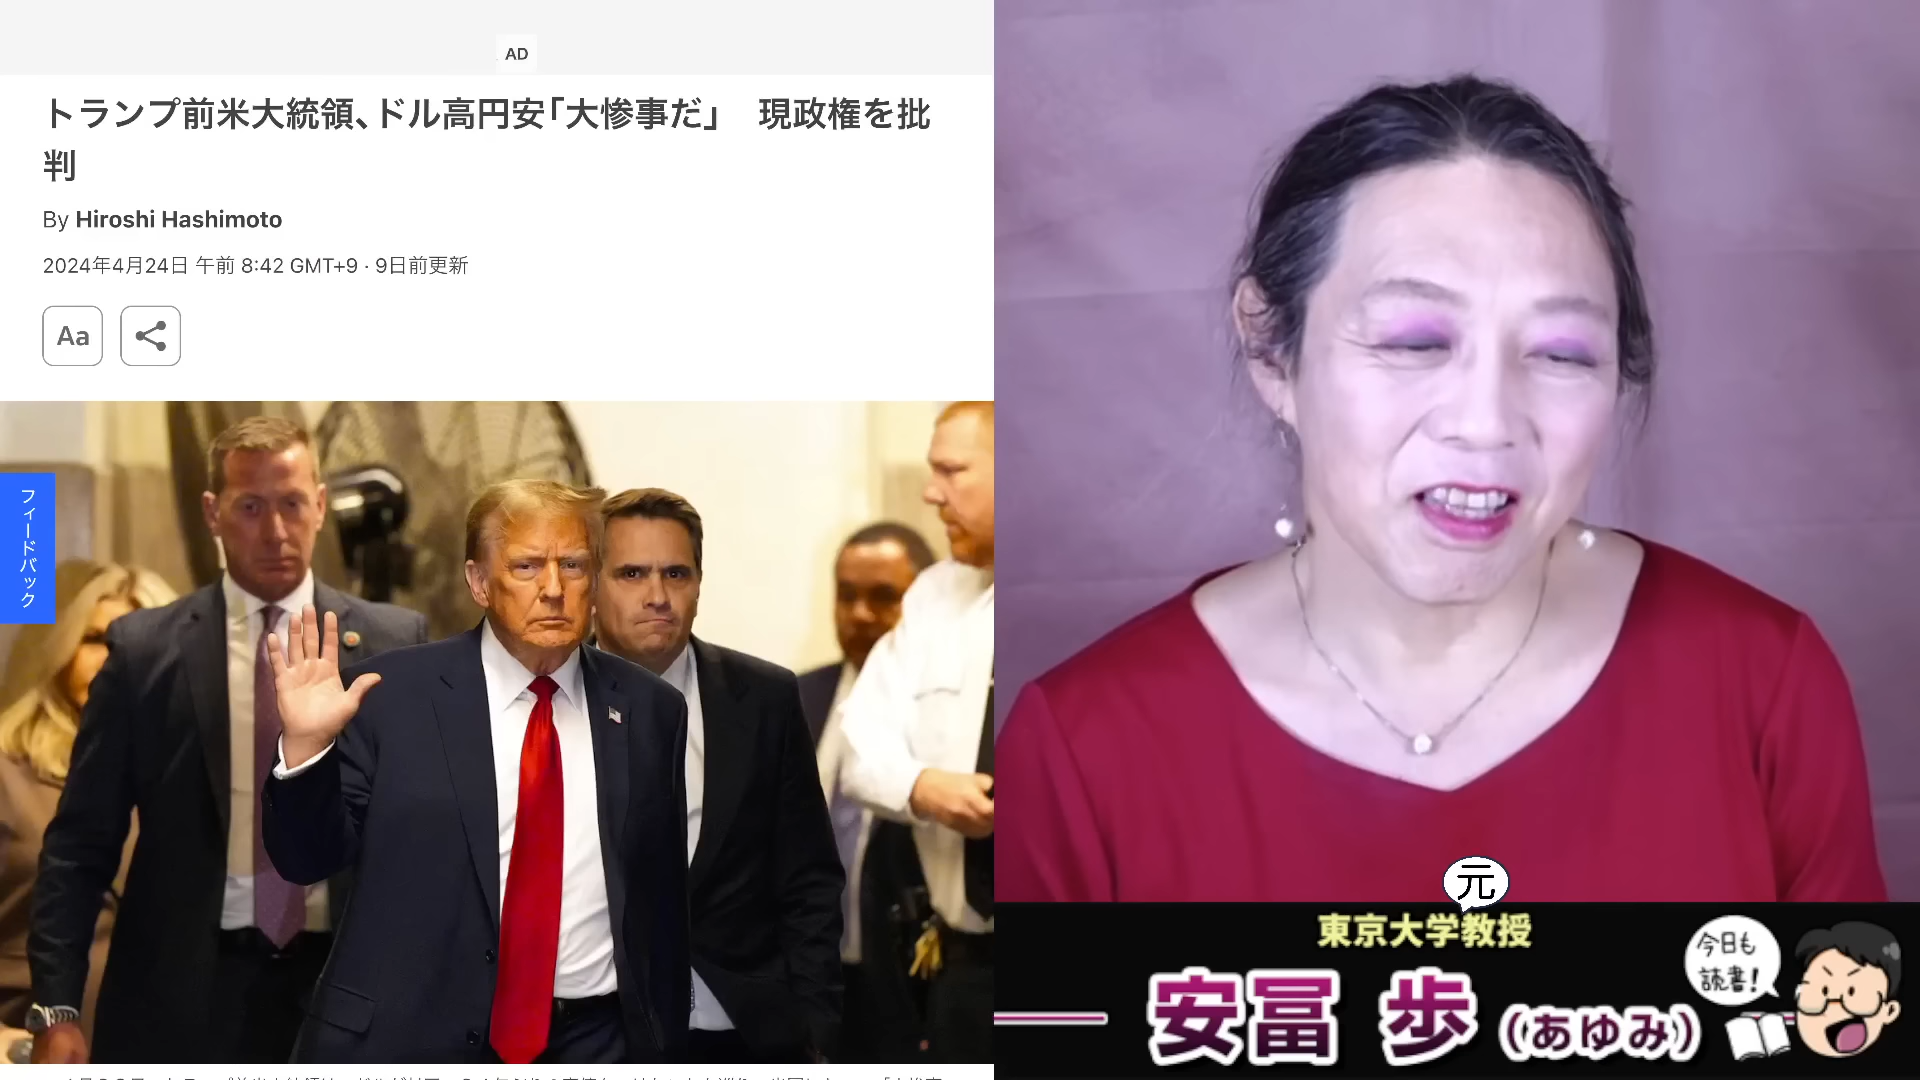 AD
トランプ前米大統領、ドル高円安「大惨事だ」　現政権を批
判
By Hiroshi Hashimoto
2024年4月24日 午前 8:42 GMT+9 · 9日前更新
Aa
フィードバック
元
東京大学教授
安冨 歩 (あゆみ)
今日も
読書!